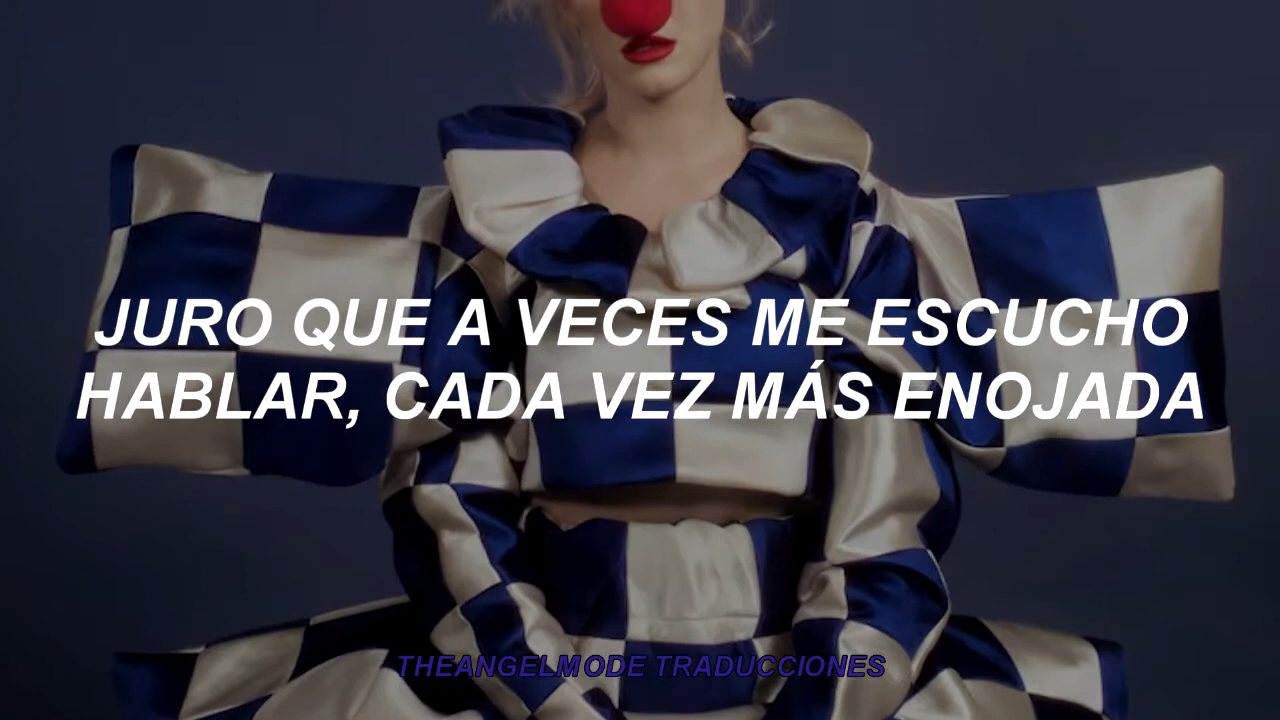 JURO QUE A VECES ME ESCUCHO
HABLAR, CADA VEZ MÁS ENOJADA
THEANGELMODE TRADUCCIONES